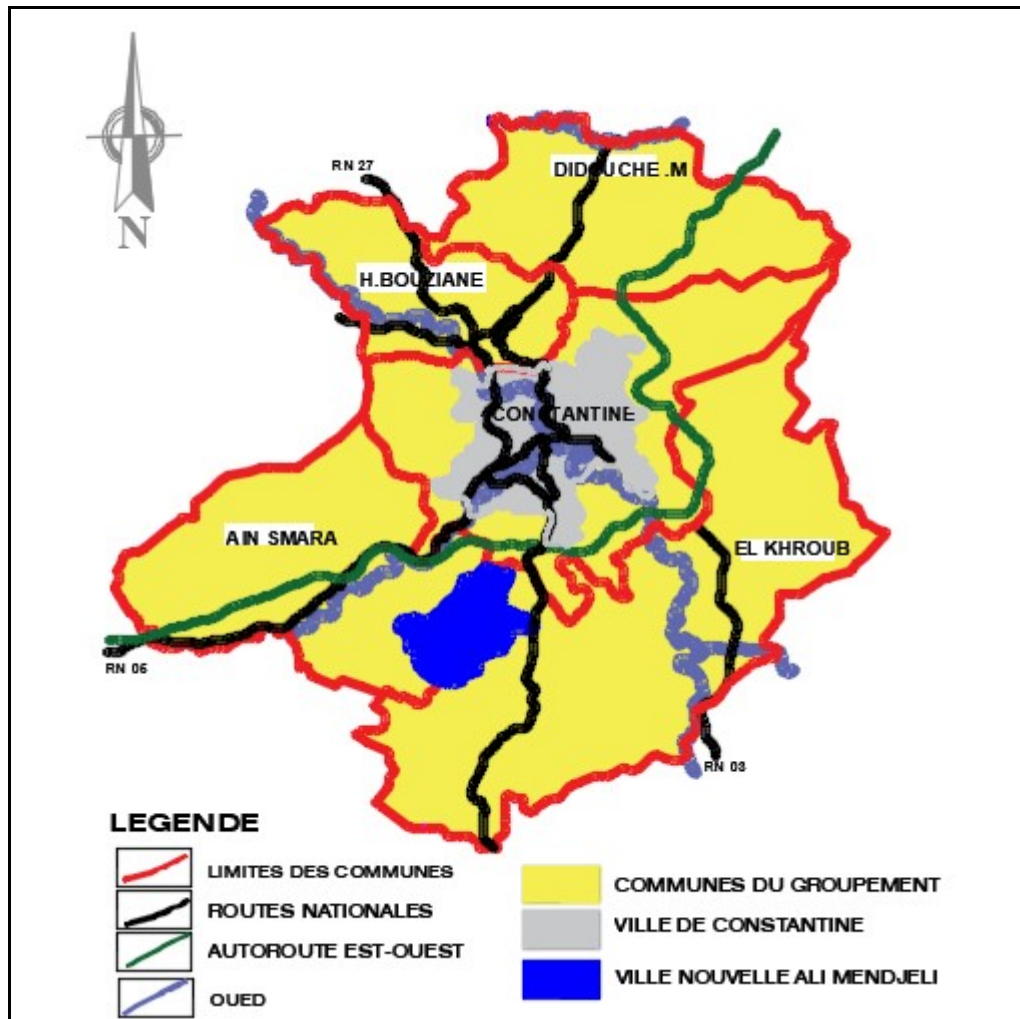 N
RN 27
DIDOUCHE .M
H.BOUZIANE
CONSTANTINE
AIN SMARA
EL KHROUB
RN 05
RN 03
LEGENDE
LIMITES DES COMMUNES
ROUTES NATIONALES
AUTOROUTE EST-OUEST
OUED
COMMUNES DU GROUPEMENT
VILLE DE CONSTANTINE
VILLE NOUVELLE ALI MENDJELI